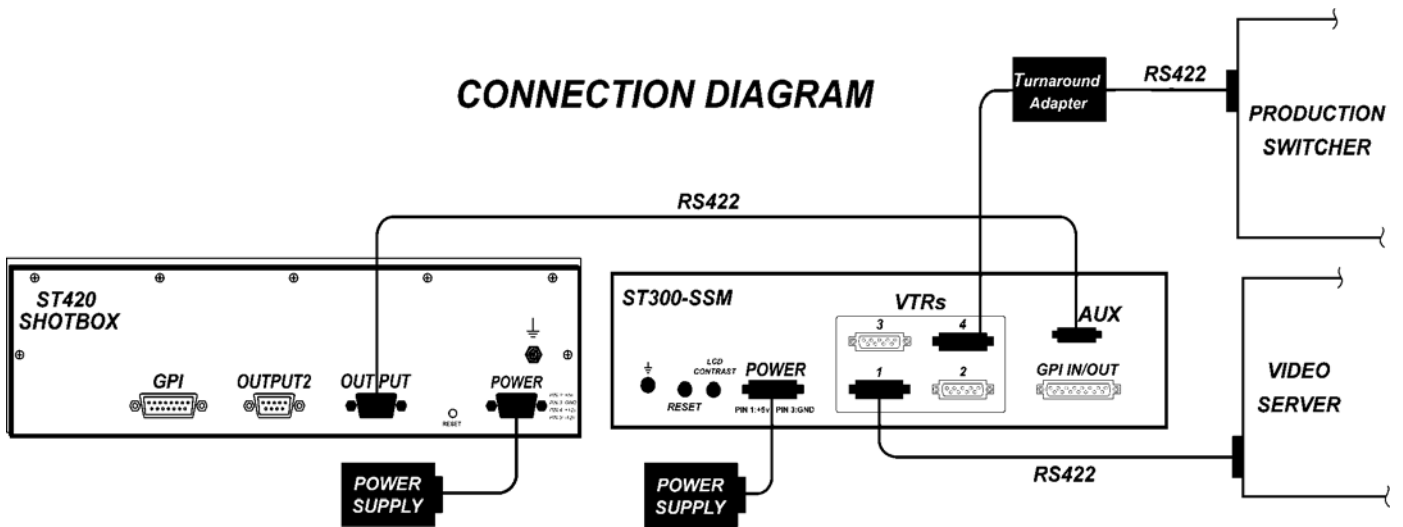 CONNECTION DIAGRAM
Turnaround
Adapter
RS422
PRODUCTION
SWITCHER
RS422
ST420
SHOTBOX
GPI
OUTPUT2
OUTPUT
POWER
RESET
POWER
SUPPLY
ST300-SSM
VTRs
3
4
AUX
LCD
CONTRAST
POWER
1
2
GPI IN/OUT
RESET
PIN 1:+5v
PIN 3:GND
POWER
SUPPLY
RS422
VIDEO
SERVER